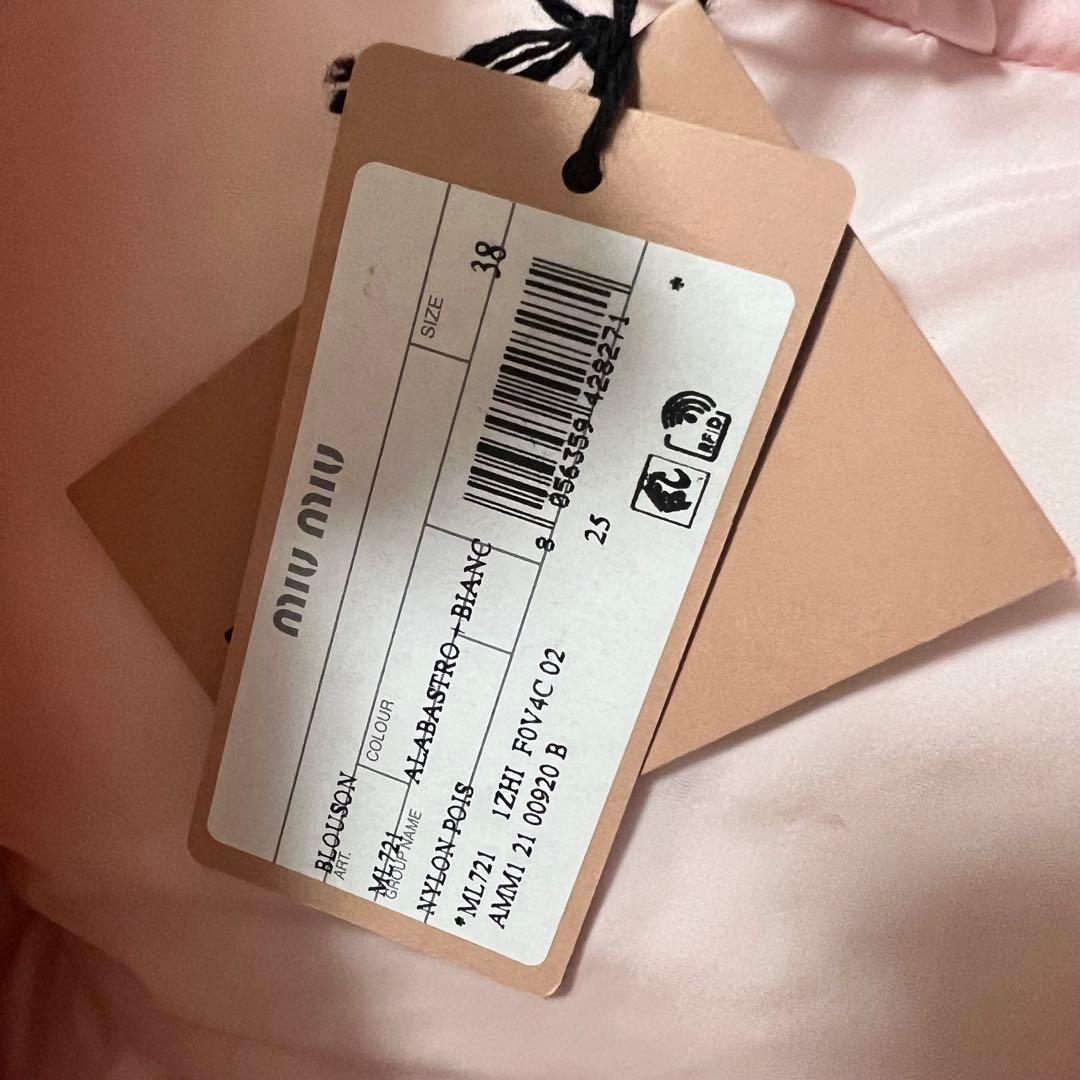 MIU MIU
BLOUSON
ART.
ML721
COLOUR
SIZE
GROUP NAME
ALABASTRO+BIANC
38
NYLON POIS
*ML721 1ZHI F0V4C 02
AMM1 21 00920 B
8 056359 428271
25
*
RFID